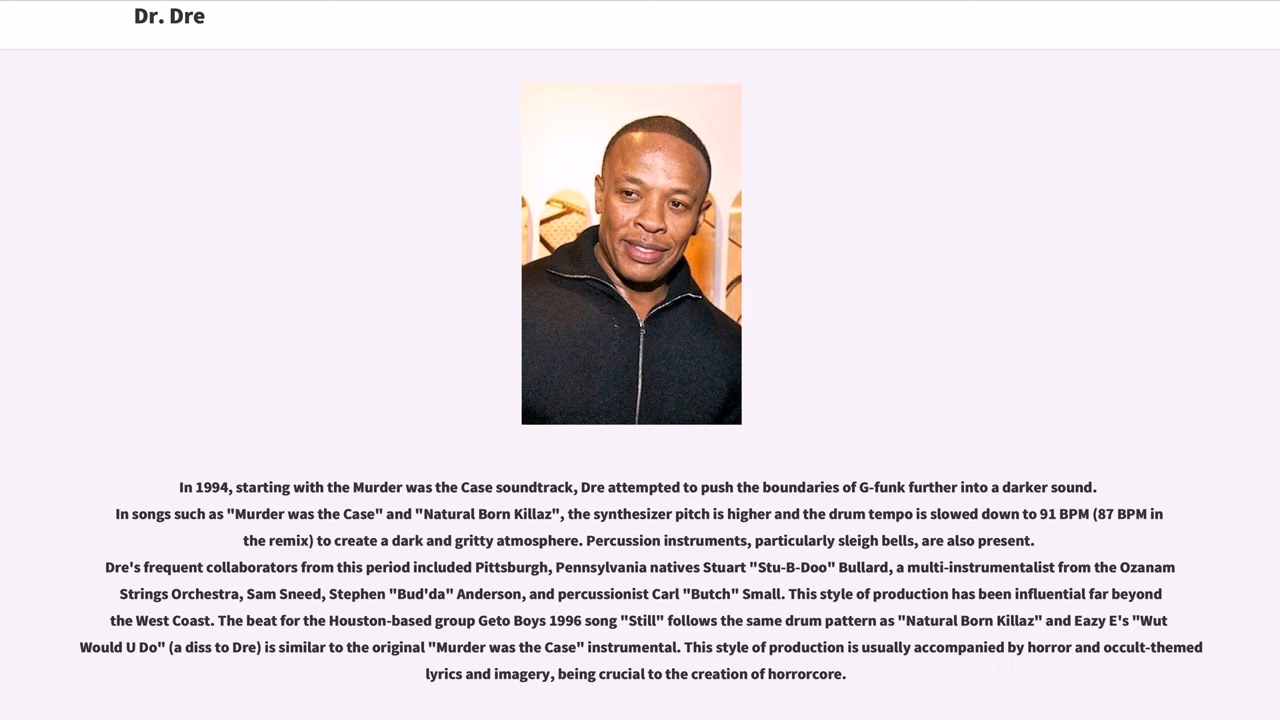 Dr. Dre
In 1994, starting with the Murder was the Case soundtrack, Dre attempted to push the boundaries of G-funk further into a darker sound.
In songs such as "Murder was the Case" and "Natural Born Killaz", the synthesizer pitch is higher and the drum tempo is slowed down to 91 BPM (87 BPM in
the remix) to create a dark and gritty atmosphere. Percussion instruments, particularly sleigh bells, are also present.
Dre's frequent collaborators from this period included Pittsburgh, Pennsylvania natives Stuart "Stu-B-Doo" Bullard, a multi-instrumentalist from the Ozanam
Strings Orchestra, Sam Sneed, Stephen "Bud'da" Anderson, and percussionist Carl "Butch" Small. This style of production has been influential far beyond
the West Coast. The beat for the Houston-based group Geto Boys 1996 song "Still" follows the same drum pattern as "Natural Born Killaz" and Eazy E's "Wut
Would U Do" (a diss to Dre) is similar to the original "Murder was the Case" instrumental. This style of production is usually accompanied by horror and occult-themed
lyrics and imagery, being crucial to the creation of horrorcore.